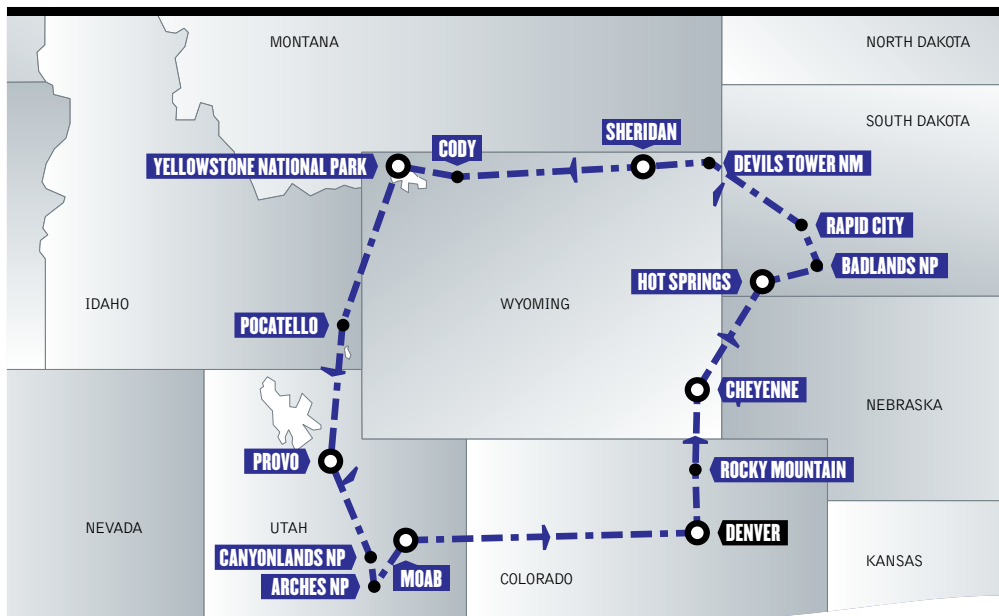 MONTANA
NORTH DAKOTA
SOUTH DAKOTA
SHERIDAN
CODY
YELLOWSTONE NATIONAL PARK
DEVILS TOWER NM
RAPID CITY
BADLANDS NP
HOT SPRINGS
IDAHO
WYOMING
POCATELLO
CHEYENNE
NEBRASKA
PROVO
ROCKY MOUNTAIN
NEVADA
UTAH
DENVER
CANYONLANDS NP
KANSAS
MOAB
COLORADO
ARCHES NP